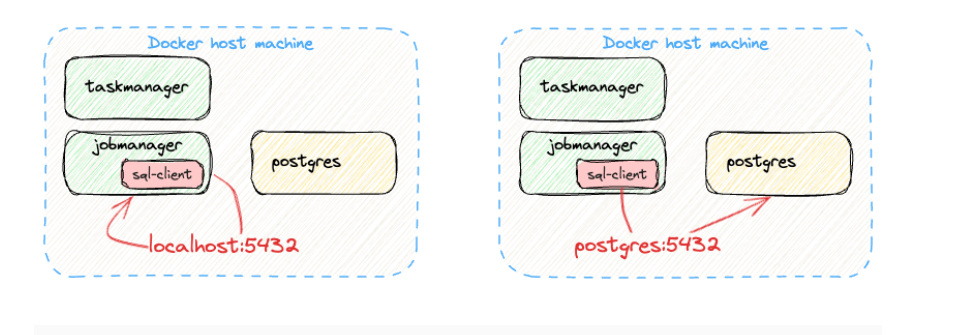 Docker host machine
taskmanager
jobmanager
sql-client
postgres
localhost:5432
Docker host machine
taskmanager
jobmanager
sql-client
postgres
postgres:5432